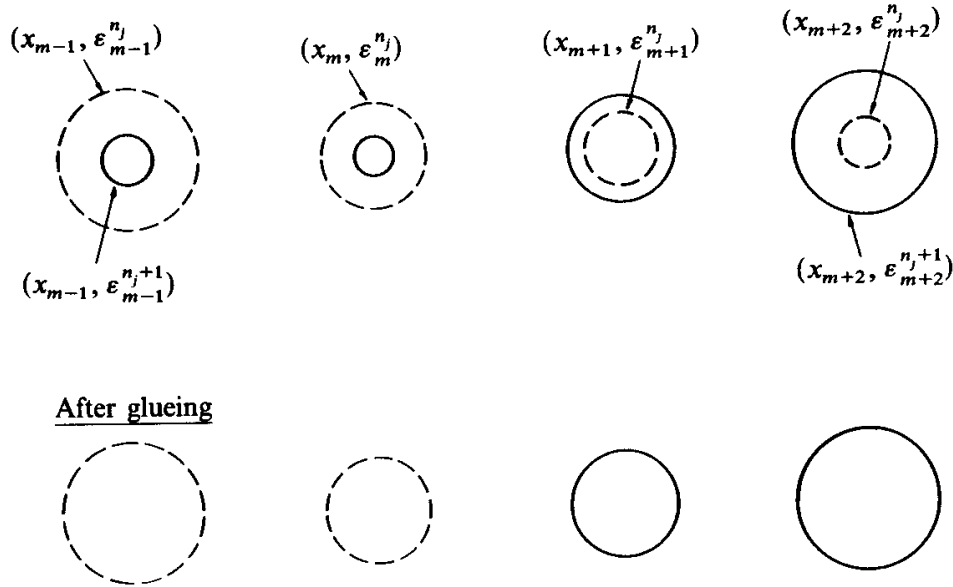 (x_{m-1}, ε_{m-1}^{n_j}) (x_m, ε_m^{n_j}) (x_{m+1}, ε_{m+1}^{n_j}) (x_{m+2}, ε_{m+2}^{n_j})
(x_{m-1}, ε_{m-1}^{n_j+1}) (x_{m+2}, ε_{m+2}^{n_j+1})
After glueing